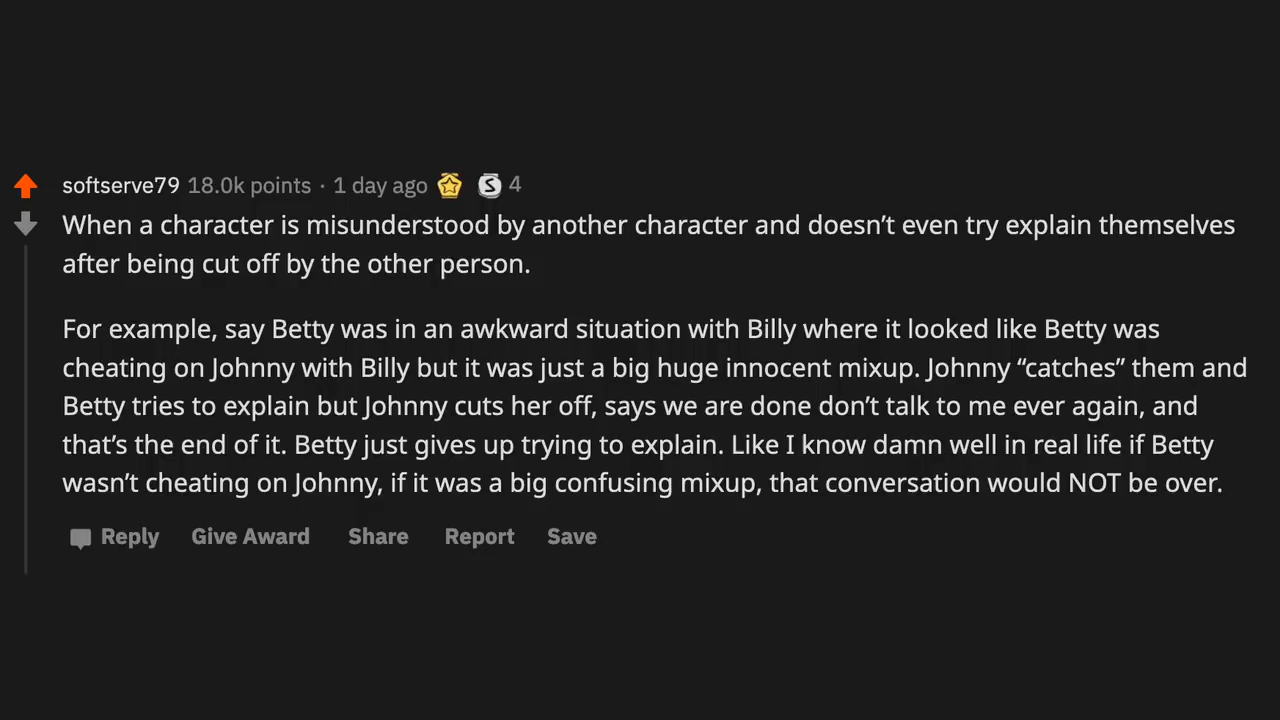 softserve79 18.0k points · 1 day ago 4
When a character is misunderstood by another character and doesn’t even try explain themselves
after being cut off by the other person.
For example, say Betty was in an awkward situation with Billy where it looked like Betty was
cheating on Johnny with Billy but it was just a big huge innocent mixup. Johnny “catches” them and
Betty tries to explain but Johnny cuts her off, says we are done don’t talk to me ever again, and
that’s the end of it. Betty just gives up trying to explain. Like I know damn well in real life if Betty
wasn’t cheating on Johnny, if it was a big confusing mixup, that conversation would NOT be over.
Reply Give Award Share Report Save